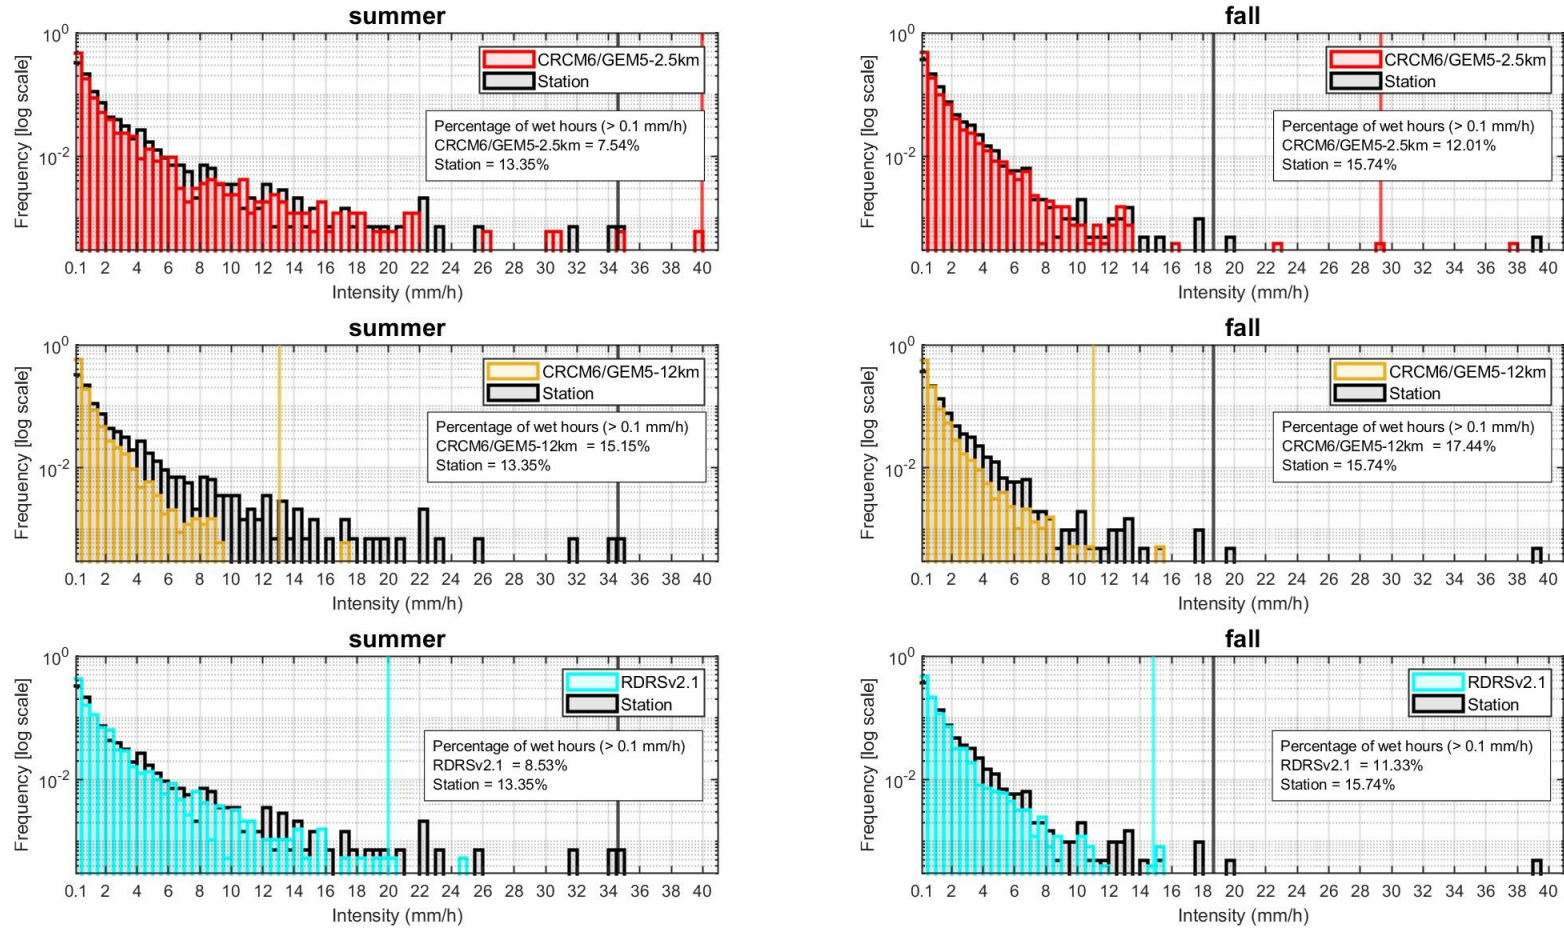 summer
10^0
10^-2
Frequency [log scale]
CRCM6/GEM5-2.5km
Station
Percentage of wet hours (> 0.1 mm/h)
CRCM6/GEM5-2.5km = 7.54%
Station = 13.35%
0.1 2 4 6 8 10 12 14 16 18 20 22 24 26 28 30 32 34 36 38 40
Intensity (mm/h)
fall
10^0
10^-2
Frequency [log scale]
CRCM6/GEM5-2.5km
Station
Percentage of wet hours (> 0.1 mm/h)
CRCM6/GEM5-2.5km = 12.01%
Station = 15.74%
0.1 2 4 6 8 10 12 14 16 18 20 22 24 26 28 30 32 34 36 38 40
Intensity (mm/h)
summer
10^0
10^-2
Frequency [log scale]
CRCM6/GEM5-12km
Station
Percentage of wet hours (> 0.1 mm/h)
CRCM6/GEM5-12km = 15.15%
Station = 13.35%
0.1 2 4 6 8 10 12 14 16 18 20 22 24 26 28 30 32 34 36 38 40
Intensity (mm/h)
fall
10^0
10^-2
Frequency [log scale]
CRCM6/GEM5-12km
Station
Percentage of wet hours (> 0.1 mm/h)
CRCM6/GEM5-12km = 17.44%
Station = 15.74%
0.1 2 4 6 8 10 12 14 16 18 20 22 24 26 28 30 32 34 36 38 40
Intensity (mm/h)
summer
10^0
10^-2
Frequency [log scale]
RDRSv2.1
Station
Percentage of wet hours (> 0.1 mm/h)
RDRSv2.1 = 8.53%
Station = 13.35%
0.1 2 4 6 8 10 12 14 16 18 20 22 24 26 28 30 32 34 36 38 40
Intensity (mm/h)
fall
10^0
10^-2
Frequency [log scale]
RDRSv2.1
Station
Percentage of wet hours (> 0.1 mm/h)
RDRSv2.1 = 11.33%
Station = 15.74%
0.1 2 4 6 8 10 12 14 16 18 20 22 24 26 28 30 32 34 36 38 40
Intensity (mm/h)